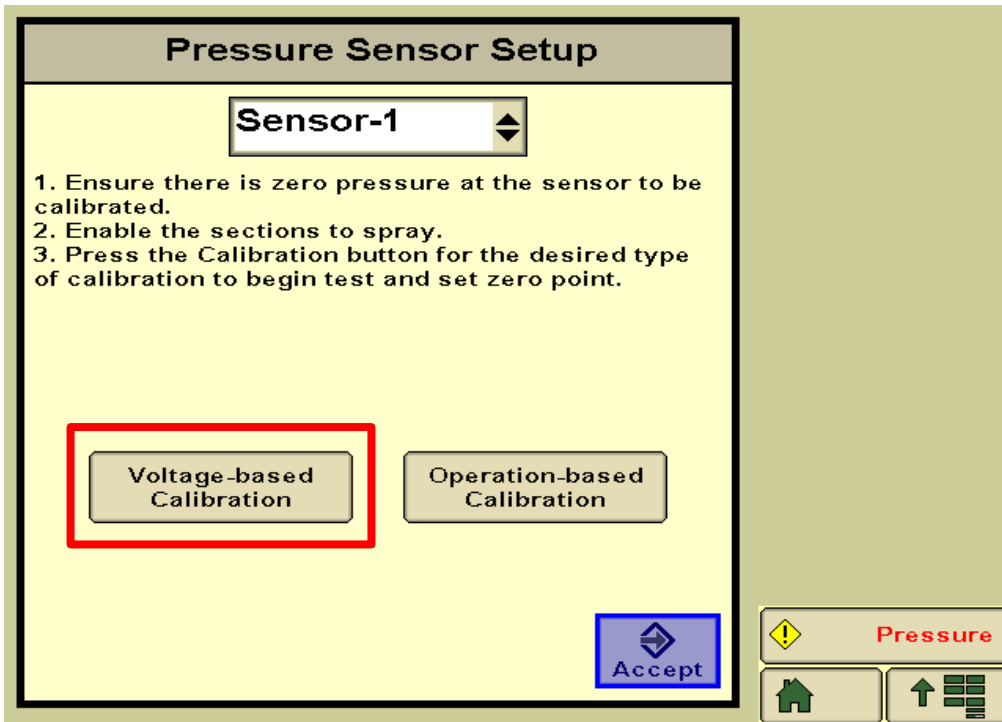 Pressure Sensor Setup
Sensor-1
1. Ensure there is zero pressure at the sensor to be
calibrated.
2. Enable the sections to spray.
3. Press the Calibration button for the desired type
of calibration to begin test and set zero point.
Voltage-based
Calibration
Operation-based
Calibration
Accept
Pressure